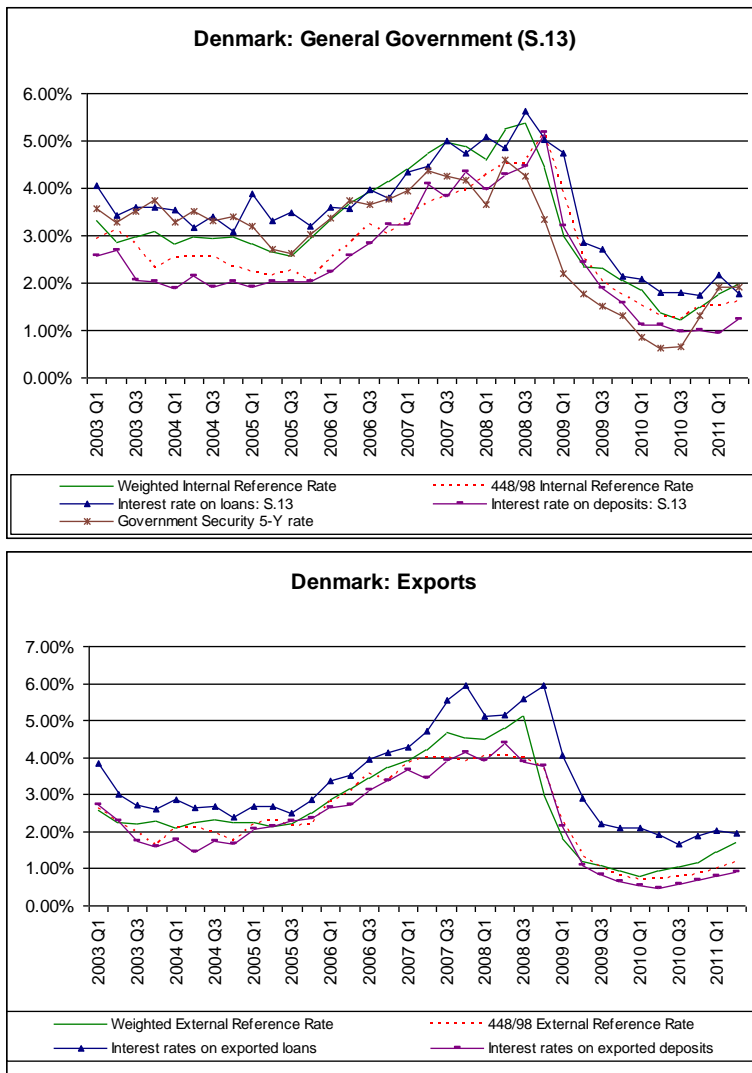 Denmark: General Government (S.13)
6.00%
5.00%
4.00%
3.00%
2.00%
1.00%
0.00%
2003 Q1
2003 Q3
2004 Q1
2004 Q3
2005 Q1
2005 Q3
2006 Q1
2006 Q3
2007 Q1
2007 Q3
2008 Q1
2008 Q3
2009 Q1
2009 Q3
2010 Q1
2010 Q3
2011 Q1
Weighted Internal Reference Rate
448/98 Internal Reference Rate
Interest rate on loans: S.13
Interest rate on deposits: S.13
Government Security 5-Y rate
Denmark: Exports
7.00%
6.00%
5.00%
4.00%
3.00%
2.00%
1.00%
0.00%
2003 Q1
2003 Q3
2004 Q1
2004 Q3
2005 Q1
2005 Q3
2006 Q1
2006 Q3
2007 Q1
2007 Q3
2008 Q1
2008 Q3
2009 Q1
2009 Q3
2010 Q1
2010 Q3
2011 Q1
Weighted External Reference Rate
448/98 External Reference Rate
Interest rates on exported loans
Interest rates on exported deposits